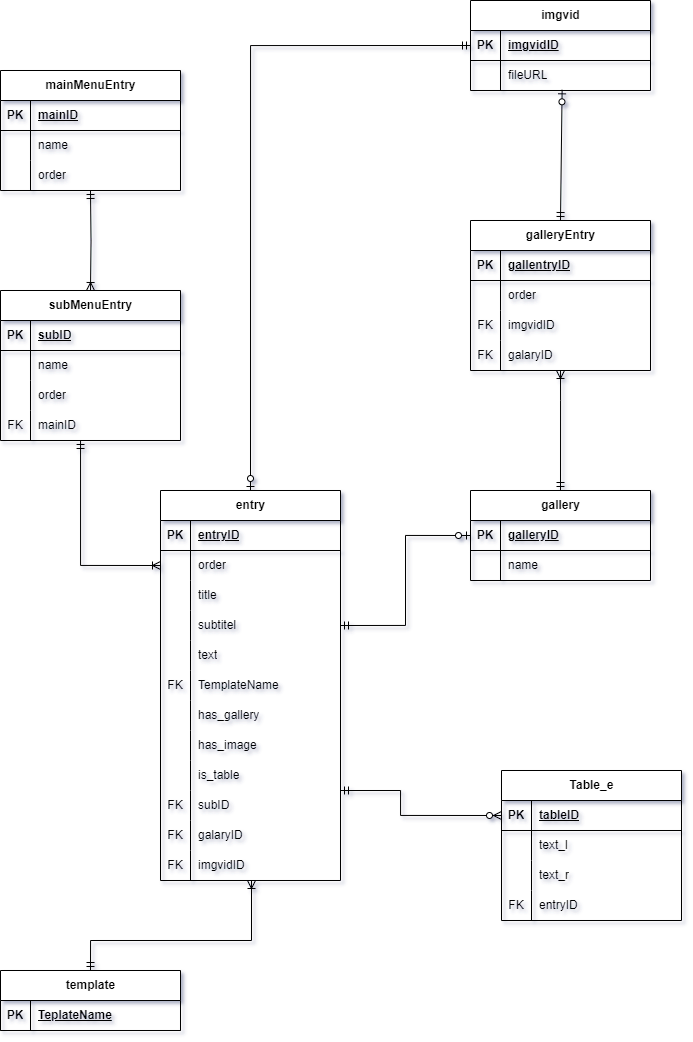 imgvid
PK imgvidID
fileURL
mainMenuEntry
PK mainID
name
order
galleryEntry
PK gallentryID
order
FK imgvidID
FK galaryID
subMenuEntry
PK subID
name
order
FK mainID
entry
PK entryID
order
title
subtitel
text
FK TemplateName
has_gallery
has_image
is_table
FK subID
FK galaryID
FK imgvidID
gallery
PK galleryID
name
Table_e
PK tableID
text_l
text_r
FK entryID
template
PK TeplateName